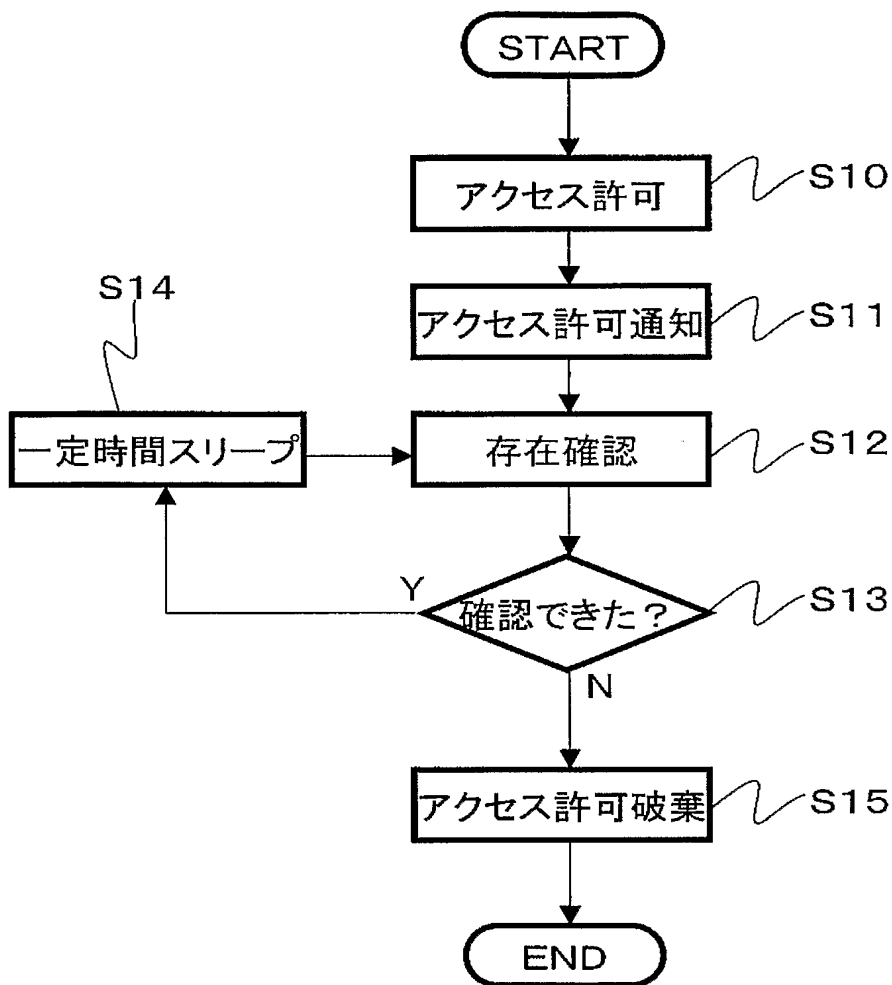 START
アクセス許可
S10
アクセス許可通知
S11
S14
一定時間スリープ
存在確認
S12
Y
確認できた？
S13
N
アクセス許可破棄
S15
END